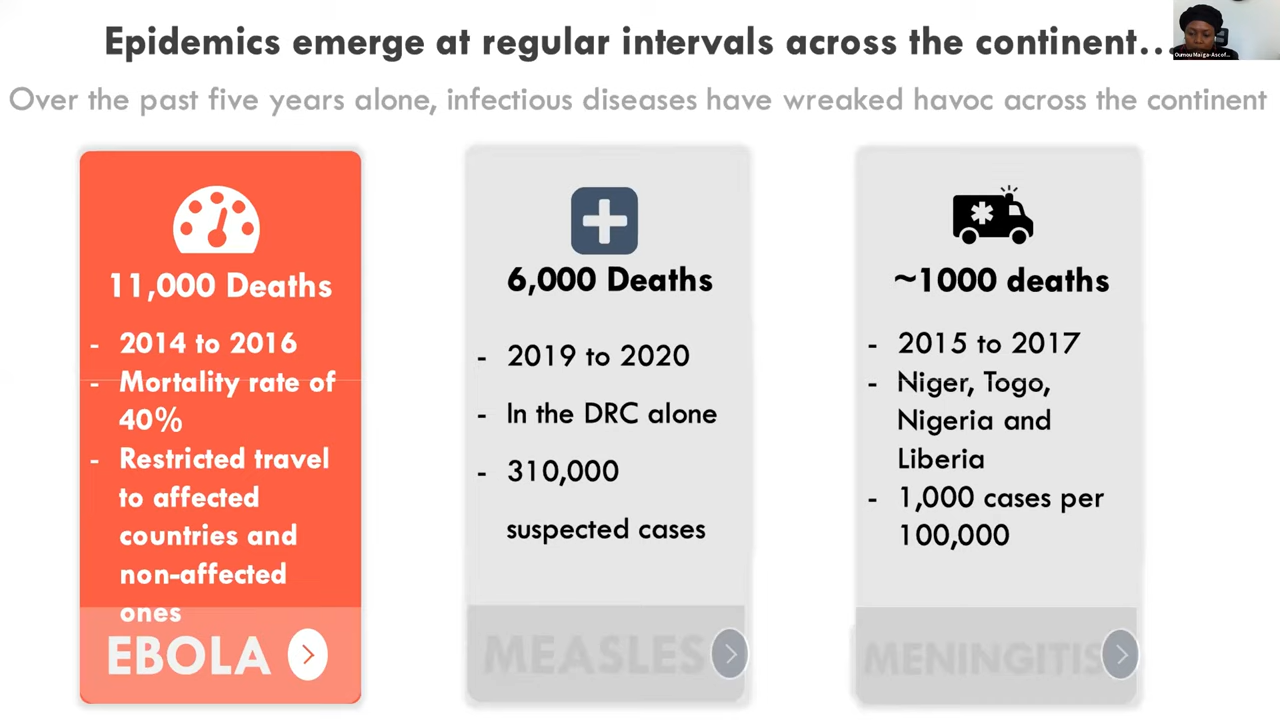 Epidemics emerge at regular intervals across the continent...
Over the past five years alone, infectious diseases have wreaked havoc across the continent
11,000 Deaths
- 2014 to 2016
- Mortality rate of
40%
- Restricted travel
to affected
countries and
non-affected
ones
EBOLA
6,000 Deaths
- 2019 to 2020
- In the DRC alone
- 310,000
suspected cases
MEASLES
~1000 deaths
- 2015 to 2017
- Niger, Togo,
Nigeria and
Liberia
- 1,000 cases per
100,000
MENINGITIS
Oumou Maiga-Ascof...